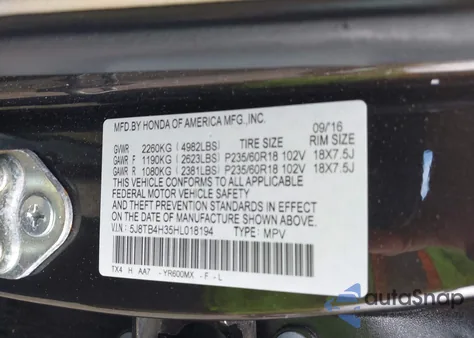 MFD.BY HONDA OF AMERICA MFG.,INC. 09/16
TIRE SIZE RIM SIZE
GVWR 2260KG ( 4982LBS)
GAWR F 1190KG ( 2623LBS) P235/60R18 102V 18X7.5J
GAWR R 1080KG ( 2381LBS) P235/60R18 102V 18X7.5J
THIS VEHICLE CONFORMS TO ALL APPLICABLE
FEDERAL MOTOR VEHICLE SAFETY
AND THEFT PREVENTION STANDARDS IN EFFECT ON
THE DATE OF MANUFACTURE SHOWN ABOVE.
V.I.N.: 5J8TB4H35HL018194 TYPE: MPV
TX4 H AA7 - YR600MX - F - L
autoSnap